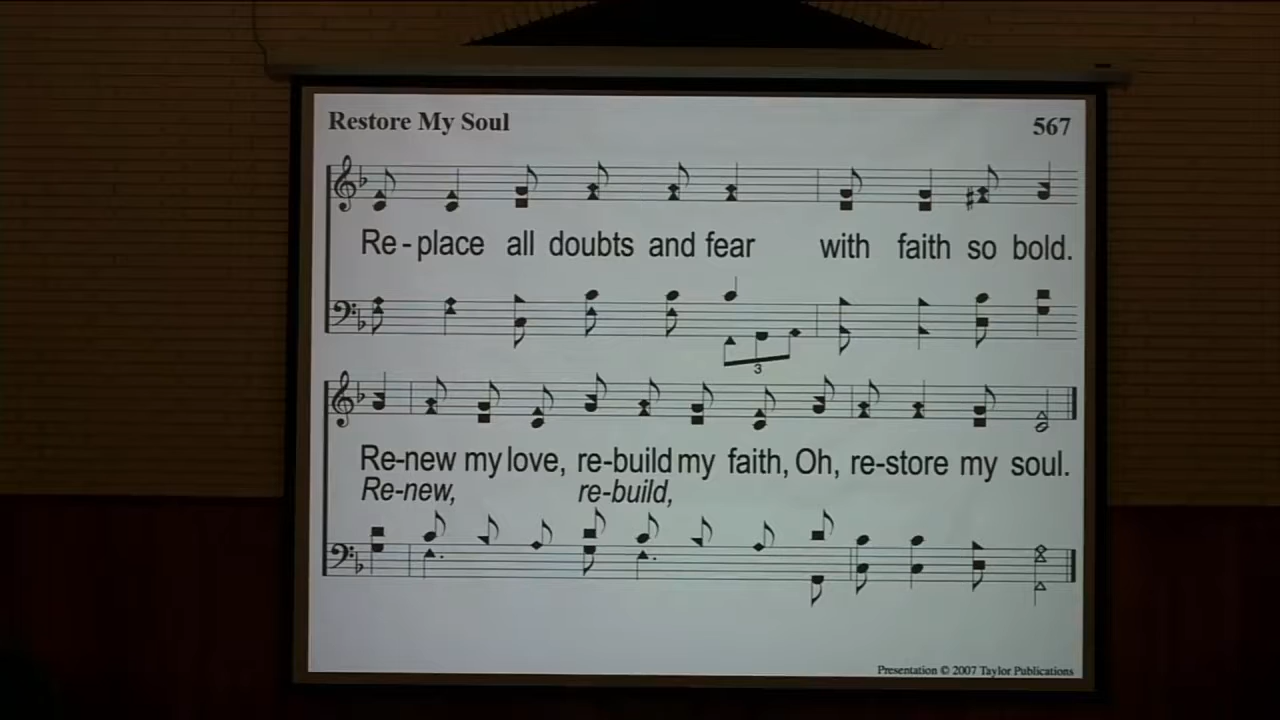 Restore My Soul
567
Re-place all doubts and fear with faith so bold.
3
Re-new my love, re-build my faith, Oh, re-store my soul.
Re-new, re-build,
Presentation © 2007 Taylor Publications